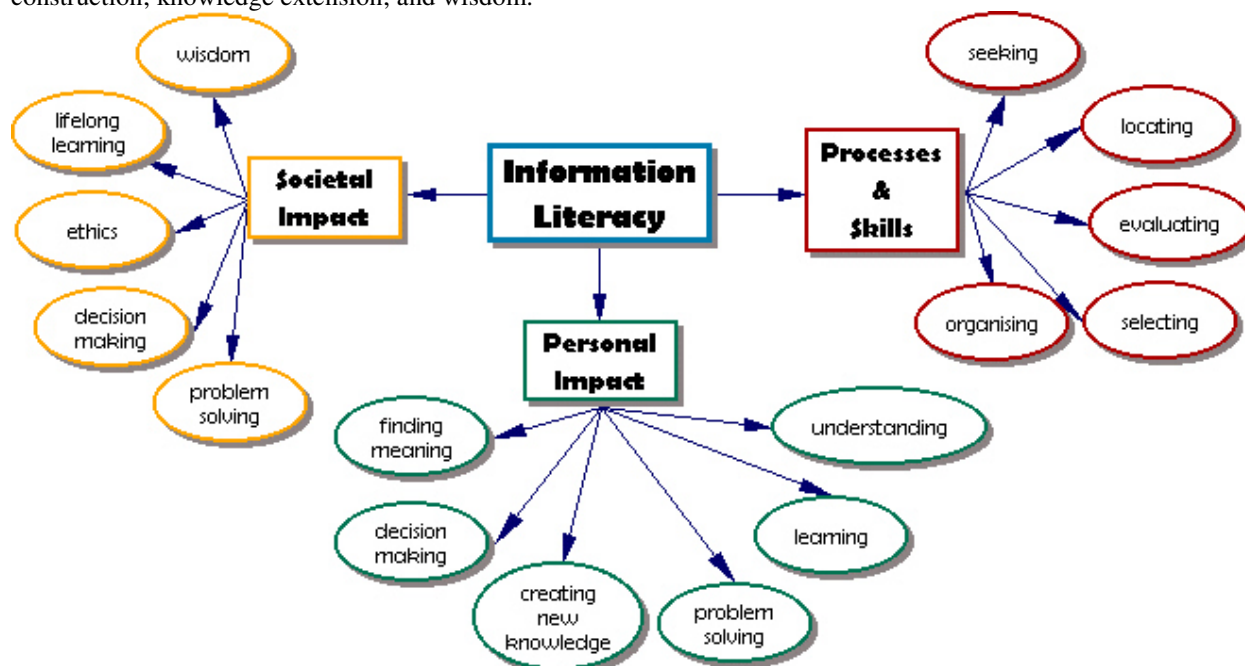 construction, knowledge extension, and wisdom.
wisdom
lifelong
learning
ethics
decision
making
problem
solving
Societal
Impact
Information
Literacy
Processes
&
Skills
seeking
locating
evaluating
selecting
organising
Personal
Impact
finding
meaning
decision
making
creating
new
knowledge
problem
solving
learning
understanding